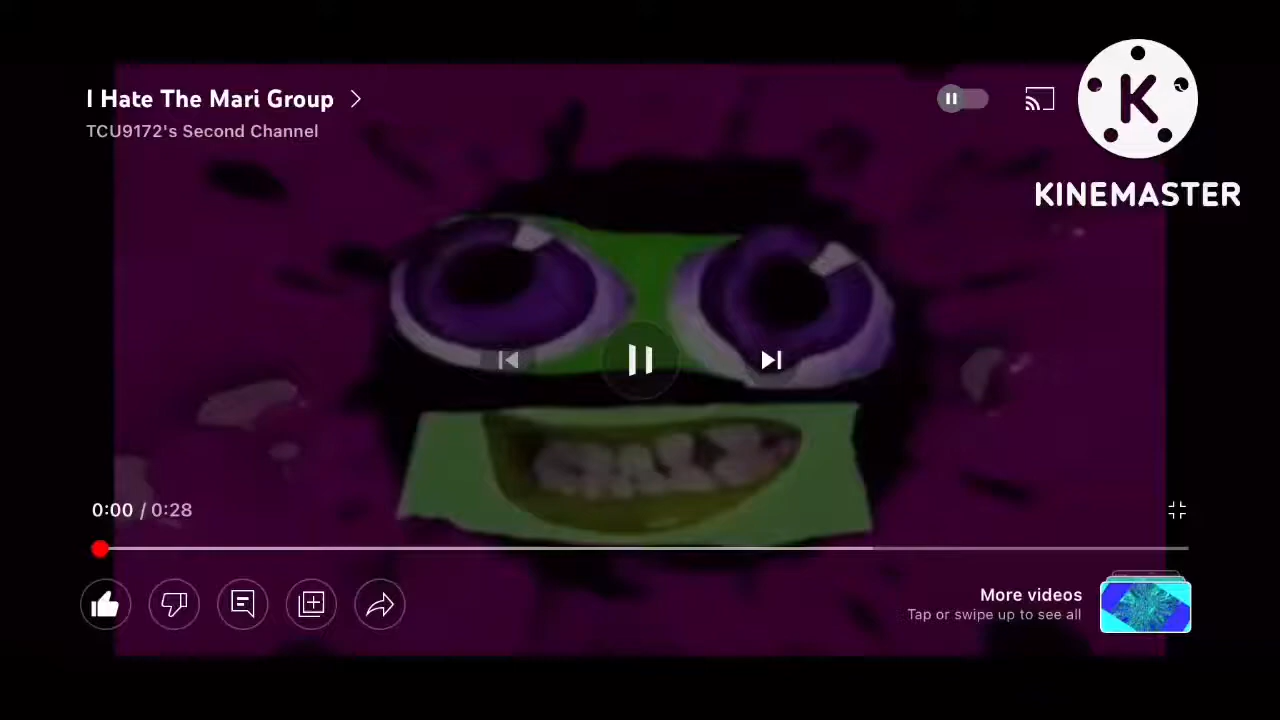 I Hate The Mari Group
TCU9172's Second Channel
K
KINEMASTER
0:00 / 0:28
More videos
Tap or swipe up to see all